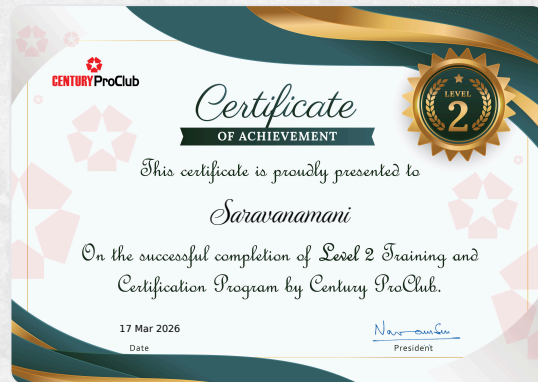 CENTURY ProClub
Certificate
OF ACHIEVEMENT
LEVEL
2
This certificate is proudly presented to
Saravanamani
On the successful completion of Level 2 Training and
Certification Program by Century ProClub.
17 Mar 2026
Date
President